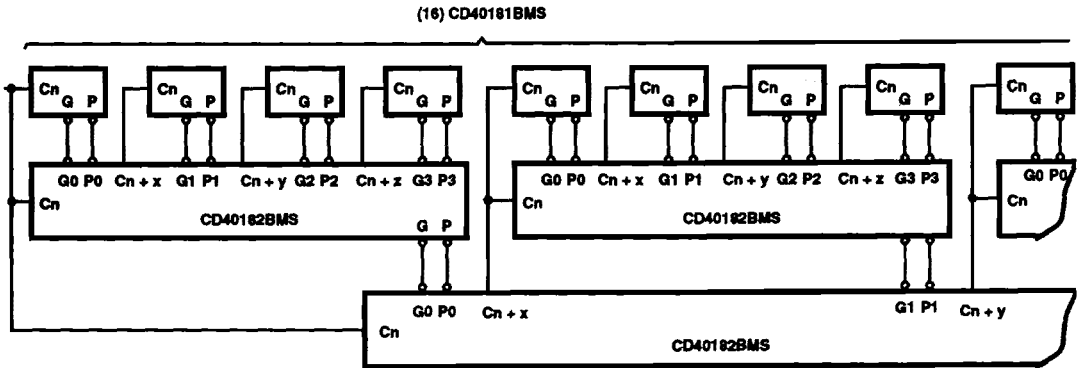 (16) CD40181BMS
Cn G P Cn G P Cn G P Cn G P Cn G P Cn G P Cn G P Cn G P Cn G P
G0 P0 Cn + x G1 P1 Cn + y G2 P2 Cn + z G3 P3 G0 P0 Cn + x G1 P1 Cn + y G2 P2 Cn + z G3 P3 G0 P0
Cn CD40182BMS Cn CD40182BMS Cn
G P
G0 P0 Cn + x G1 P1 Cn + y
Cn
CD40182BMS